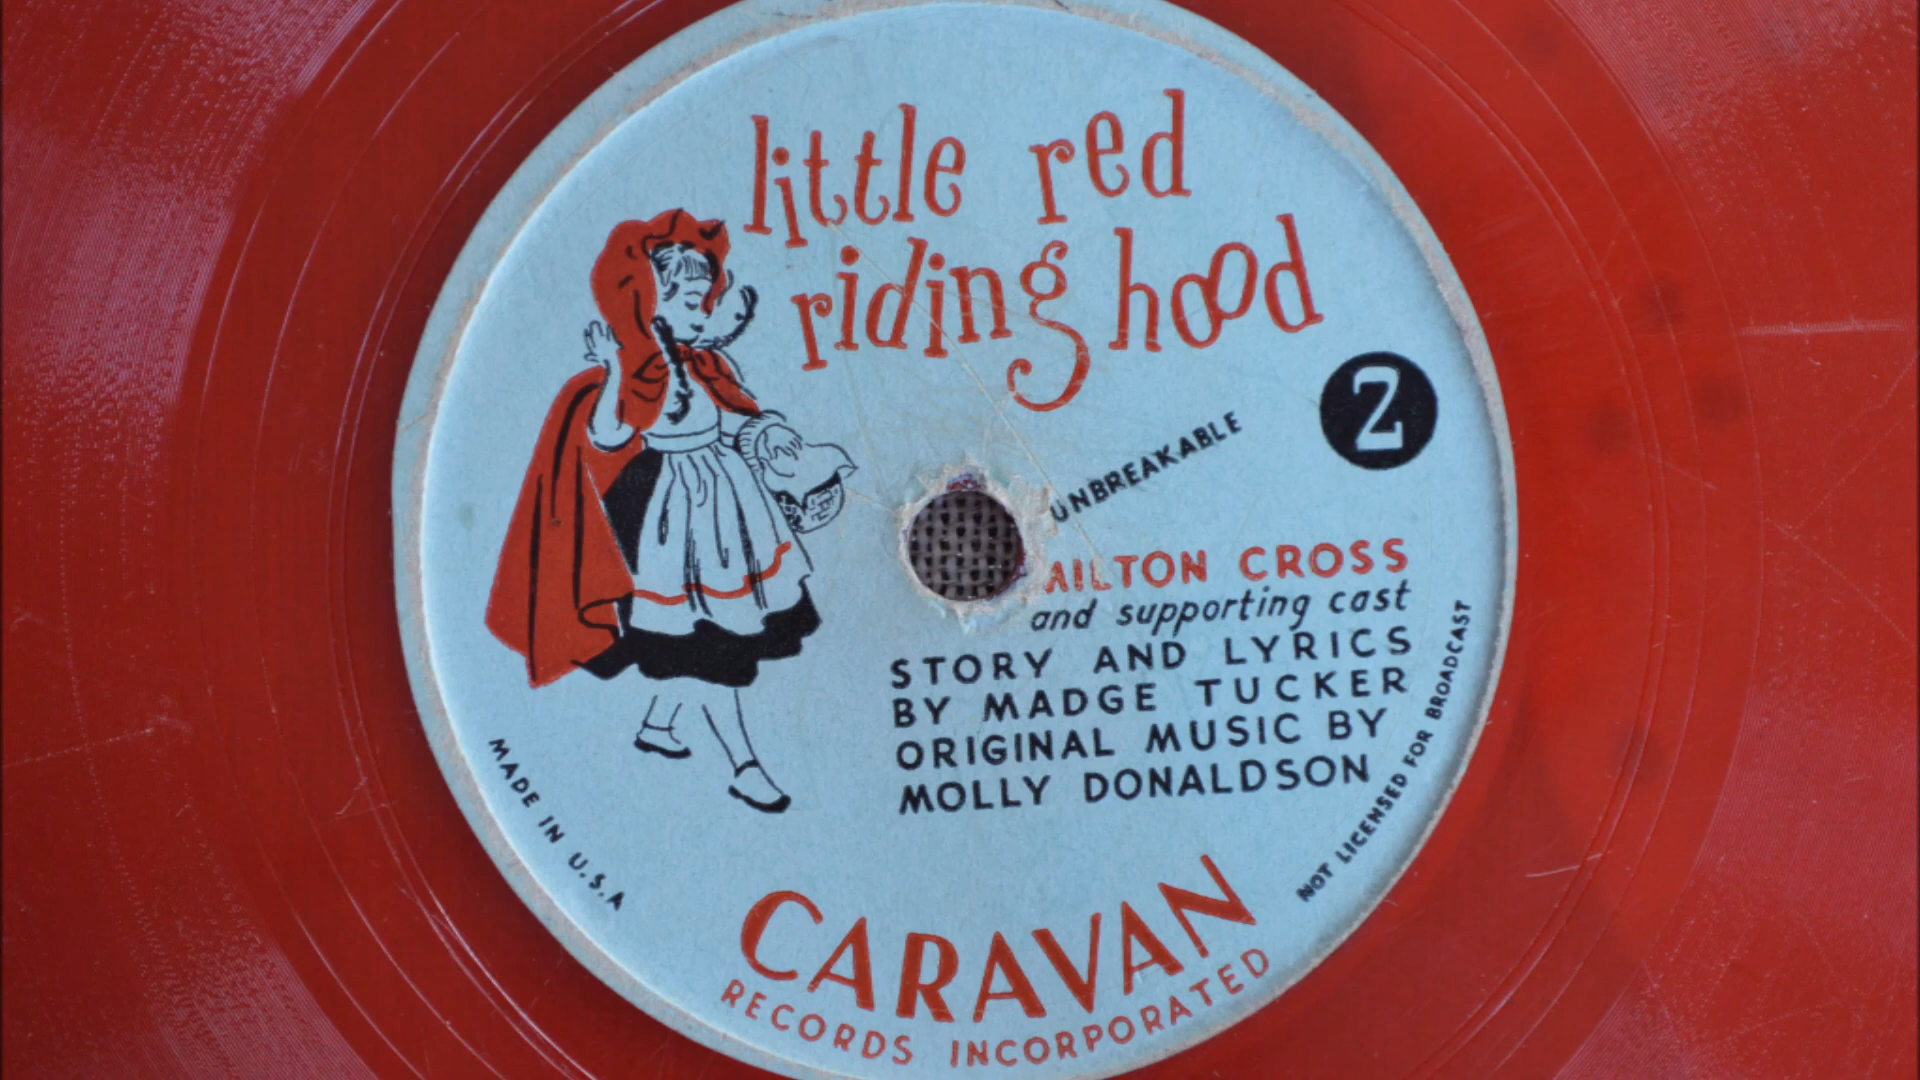 little red
riding hood
2
UNBREAKABLE
MILTON CROSS
and supporting cast
STORY AND LYRICS
BY MADGE TUCKER
ORIGINAL MUSIC BY
MOLLY DONALDSON
NOT LICENSED FOR BROADCAST
MADE IN U.S.A
CARAVAN
RECORDS INCORPORATED